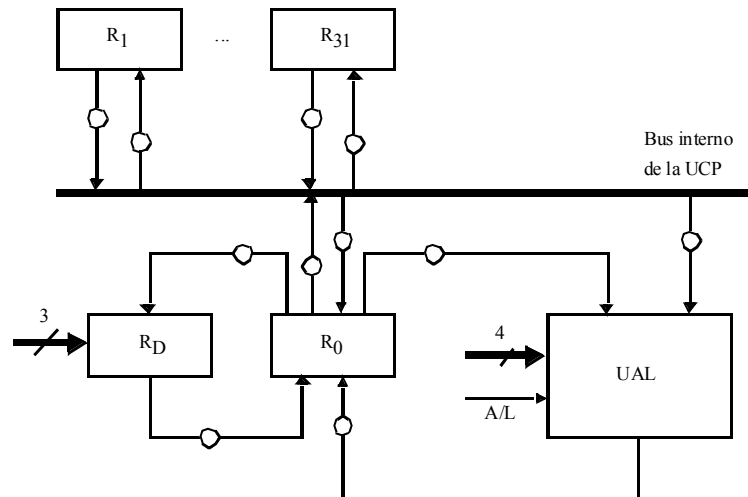 R1 ... R31
Bus interno
de la UCP
3
RD
R0
4
UAL
A/L